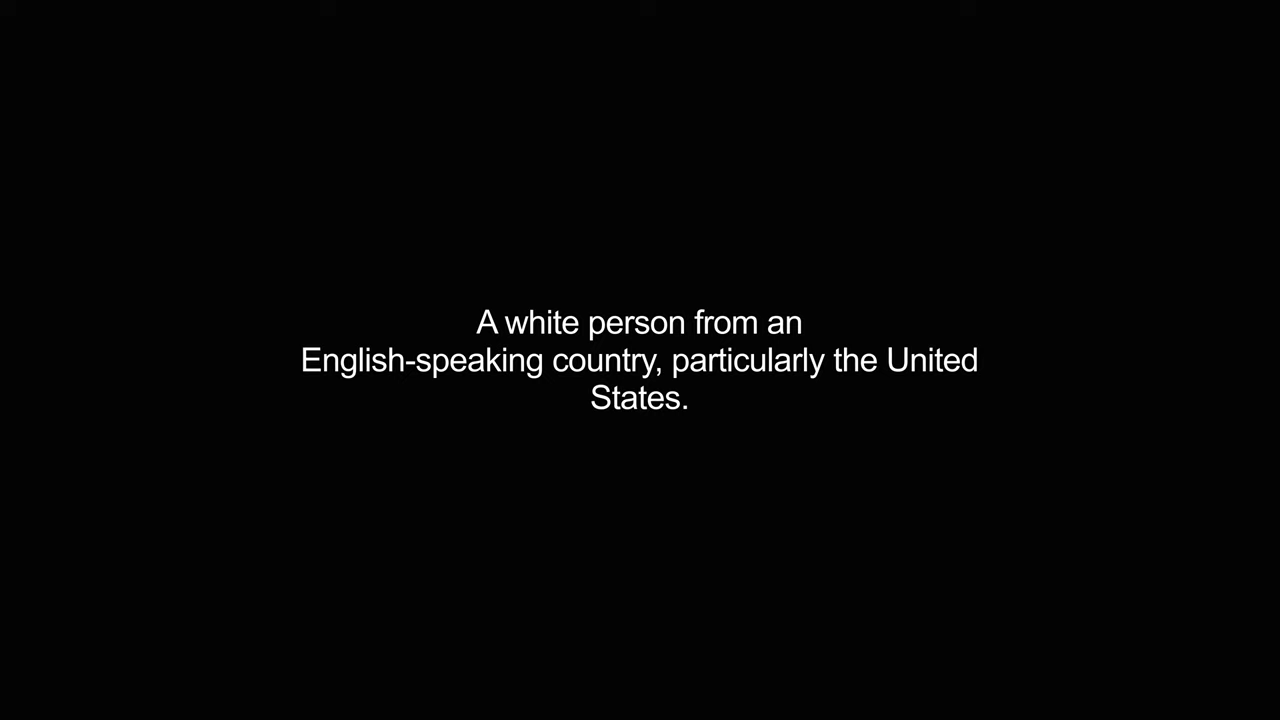 A white person from an
English-speaking country, particularly the United
States.